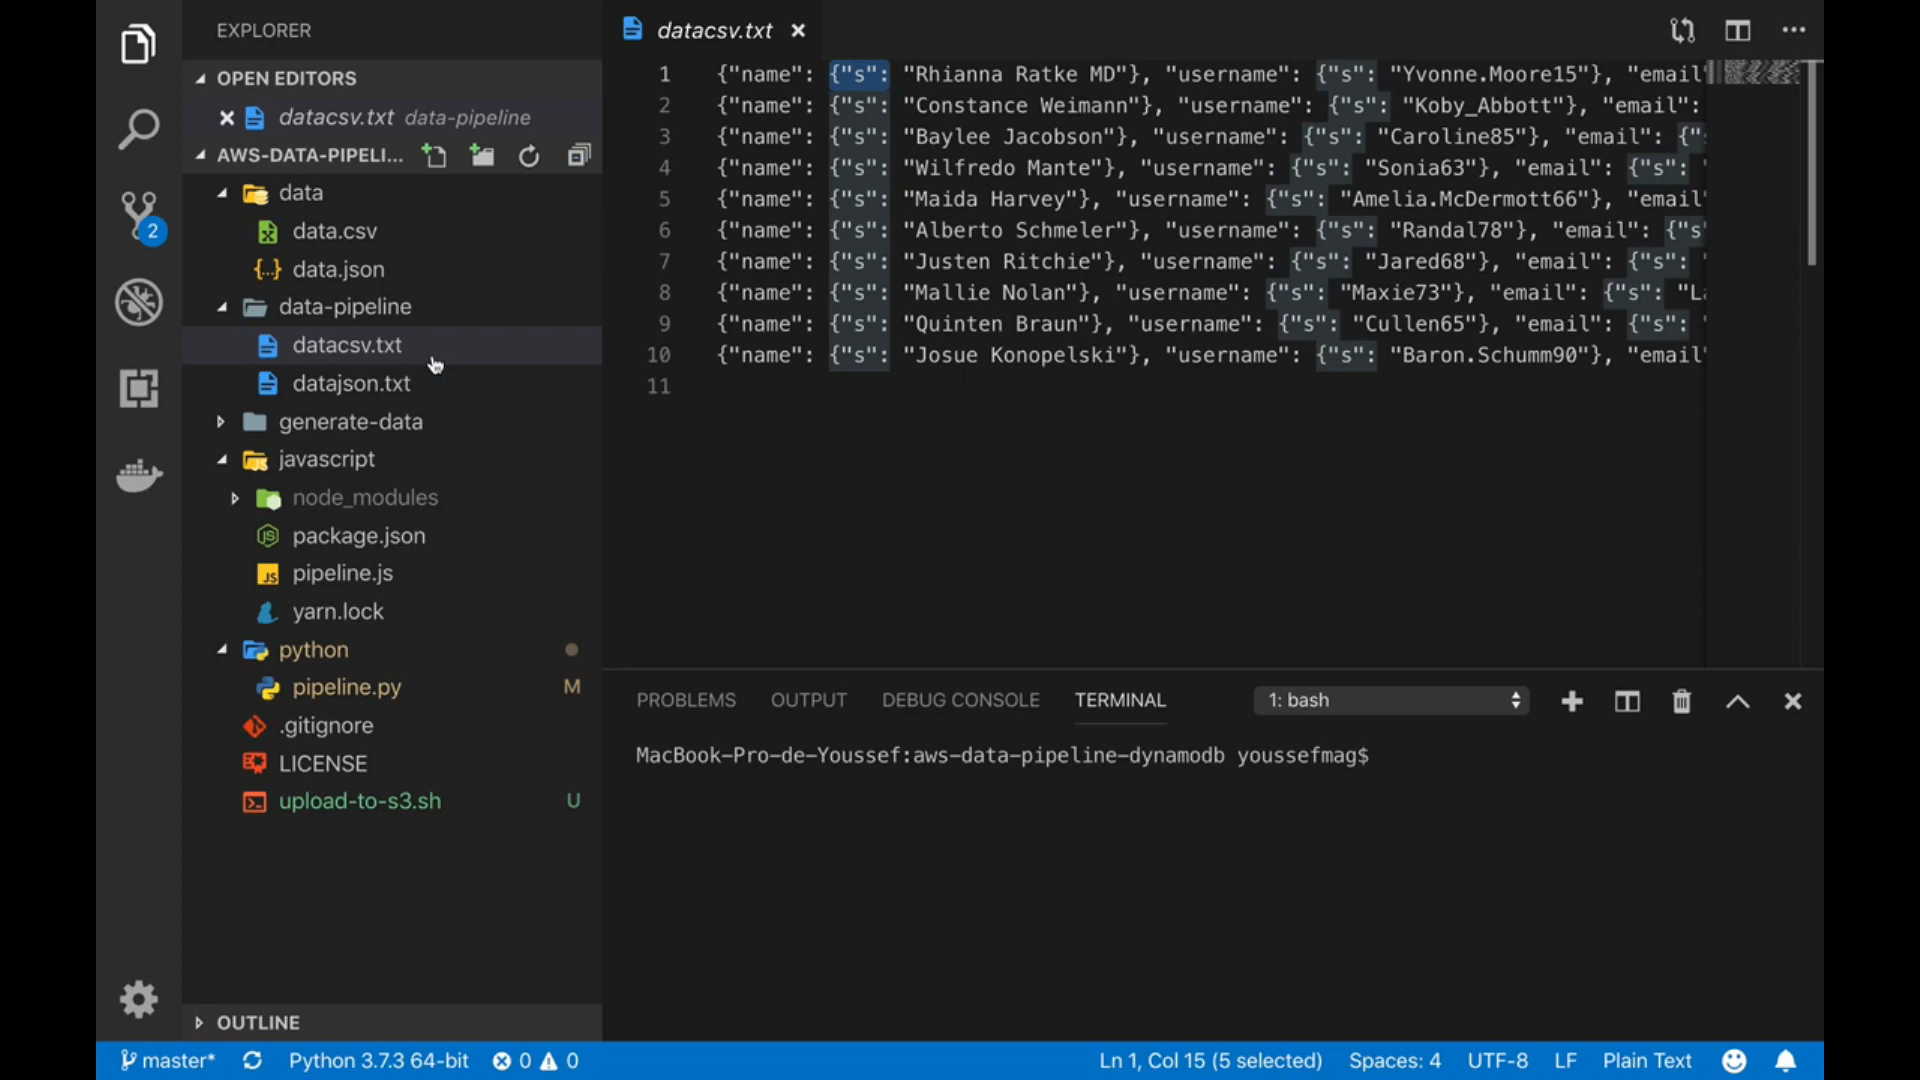 EXPLORER
OPEN EDITORS
datacsv.txt data-pipeline
AWS-DATA-PIPELI...
data
data.csv
data.json
data-pipeline
datacsv.txt
datajson.txt
generate-data
javascript
node_modules
package.json
pipeline.js
yarn.lock
python
pipeline.py M
.gitignore
LICENSE
upload-to-s3.sh U
OUTLINE
2
datacsv.txt
1 {"name": {"s": "Rhianna Ratke MD"}, "username": {"s": "Yvonne.Moore15"}, "email"
2 {"name": {"s": "Constance Weimann"}, "username": {"s": "Koby_Abbott"}, "email":
3 {"name": {"s": "Baylee Jacobson"}, "username": {"s": "Caroline85"}, "email": {"
4 {"name": {"s": "Wilfredo Mante"}, "username": {"s": "Sonia63"}, "email": {"s": "
5 {"name": {"s": "Maida Harvey"}, "username": {"s": "Amelia.McDermott66"}, "email"
6 {"name": {"s": "Alberto Schmeler"}, "username": {"s": "Randal78"}, "email": {"s
7 {"name": {"s": "Justen Ritchie"}, "username": {"s": "Jared68"}, "email": {"s": "
8 {"name": {"s": "Mallie Nolan"}, "username": {"s": "Maxie73"}, "email": {"s": "La
9 {"name": {"s": "Quinten Braun"}, "username": {"s": "Cullen65"}, "email": {"s": "
10 {"name": {"s": "Josue Konopelski"}, "username": {"s": "Baron.Schumm90"}, "email"
11
PROBLEMS OUTPUT DEBUG CONSOLE TERMINAL 1: bash
MacBook-Pro-de-Youssef:aws-data-pipeline-dynamodb youssefmag$
master* Python 3.7.3 64-bit 0 0 Ln 1, Col 15 (5 selected) Spaces: 4 UTF-8 LF Plain Text